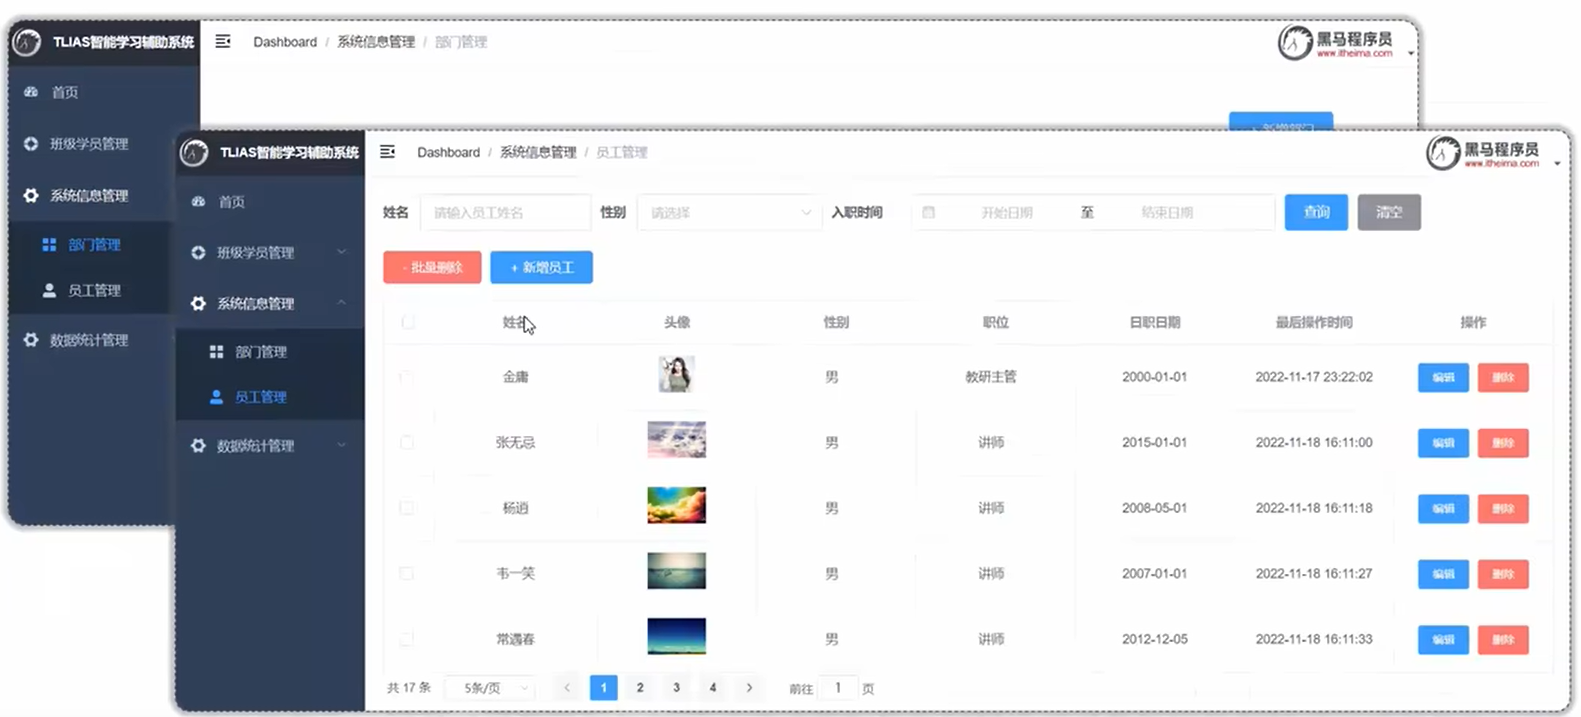 TLIAS智能学习辅助系统
Dashboard / 系统信息管理 / 部门管理
黑马程序员
www.itheima.com
首页
班级学员管理
系统信息管理
部门管理
员工管理
数据统计管理
+ 新增部门
TLIAS智能学习辅助系统
Dashboard / 系统信息管理 / 员工管理
黑马程序员
www.itheima.com
首页
班级学员管理
系统信息管理
部门管理
员工管理
数据统计管理
姓名 请输入员工姓名 性别 请选择 入职时间 开始日期 至 结束日期 查询 清空
- 批量删除 + 新增员工
姓名 头像 性别 职位 日职日期 最后操作时间 操作
金庸 男 教研主管 2000-01-01 2022-11-17 23:22:02 编辑 删除
张无忌 男 讲师 2015-01-01 2022-11-18 16:11:00 编辑 删除
杨逍 男 讲师 2008-05-01 2022-11-18 16:11:18 编辑 删除
韦一笑 男 讲师 2007-01-01 2022-11-18 16:11:27 编辑 删除
常遇春 男 讲师 2012-12-05 2022-11-18 16:11:33 编辑 删除
共 17 条 5条/页 < 1 2 3 4 > 前往 1 页